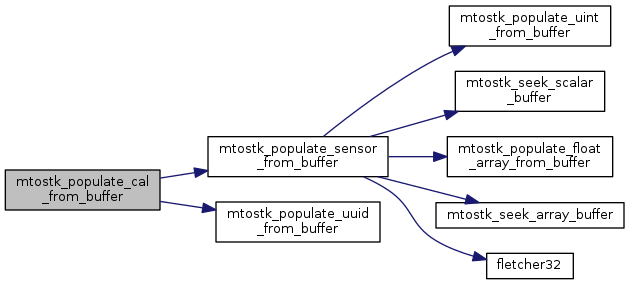 mtostk_populate_cal
_from_buffer
mtostk_populate_sensor
_from_buffer
mtostk_populate_uuid
_from_buffer
mtostk_populate_uint
_from_buffer
mtostk_seek_scalar
_buffer
mtostk_populate_float
_array_from_buffer
mtostk_seek_array_buffer
fletcher32